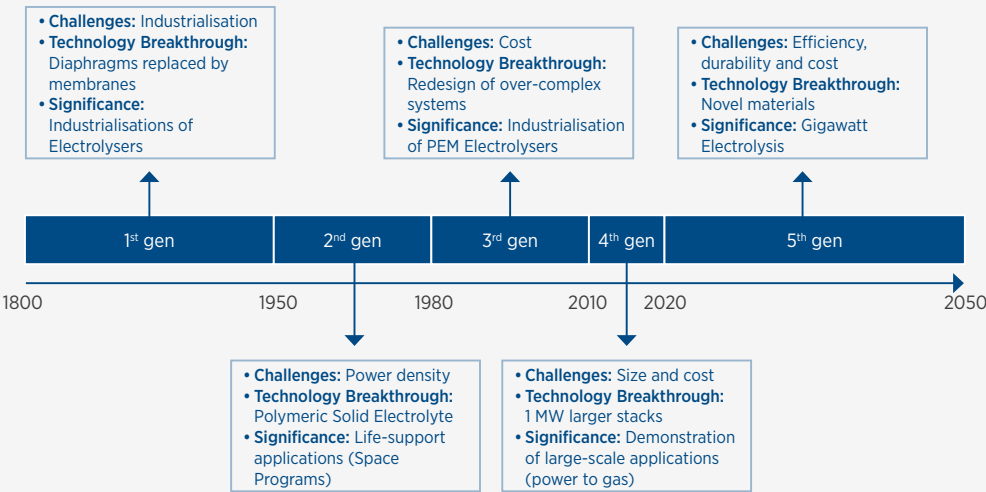 • Challenges: Industrialisation
• Technology Breakthrough:
Diaphragms replaced by
membranes
• Significance:
Industrialisations of
Electrolysers
• Challenges: Cost
• Technology Breakthrough:
Redesign of over-complex
systems
• Significance: Industrialisation
of PEM Electrolysers
• Challenges: Efficiency,
durability and cost
• Technology Breakthrough:
Novel materials
• Significance: Gigawatt
Electrolysis
1st gen
2nd gen
3rd gen
4th gen
5th gen
1800
1950
1980
2010
2020
2050
• Challenges: Power density
• Technology Breakthrough:
Polymeric Solid Electrolyte
• Significance: Life-support
applications (Space
Programs)
• Challenges: Size and cost
• Technology Breakthrough:
1 MW larger stacks
• Significance: Demonstration
of large-scale applications
(power to gas)